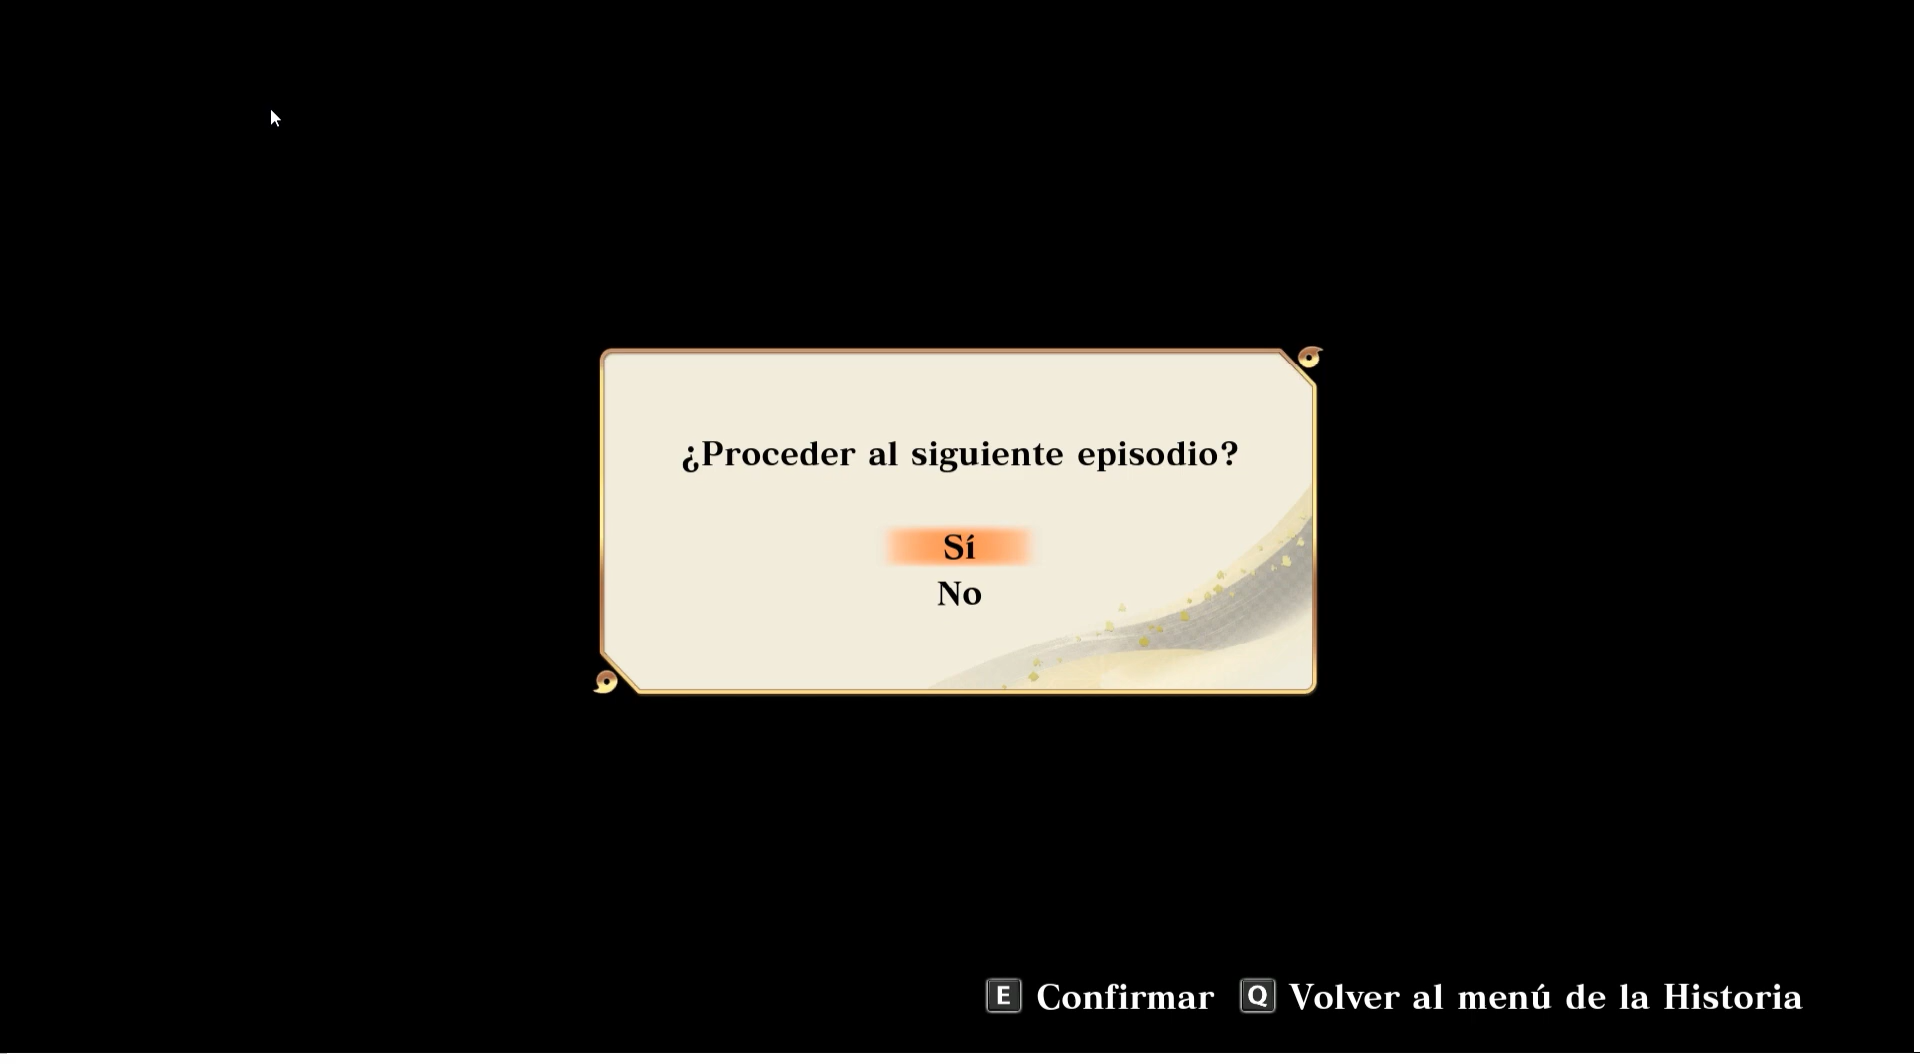 ¿Proceder al siguiente episodio?
Sí
No
E Confirmar Q Volver al menú de la Historia